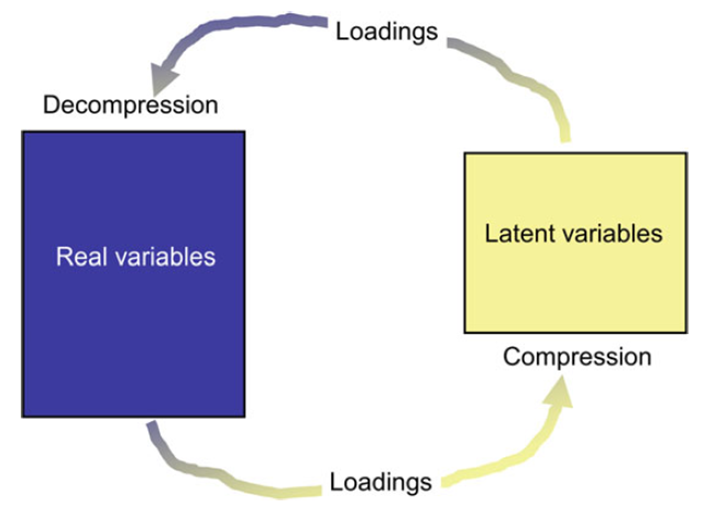 Loadings
Decompression
Real variables
Latent variables
Compression
Loadings